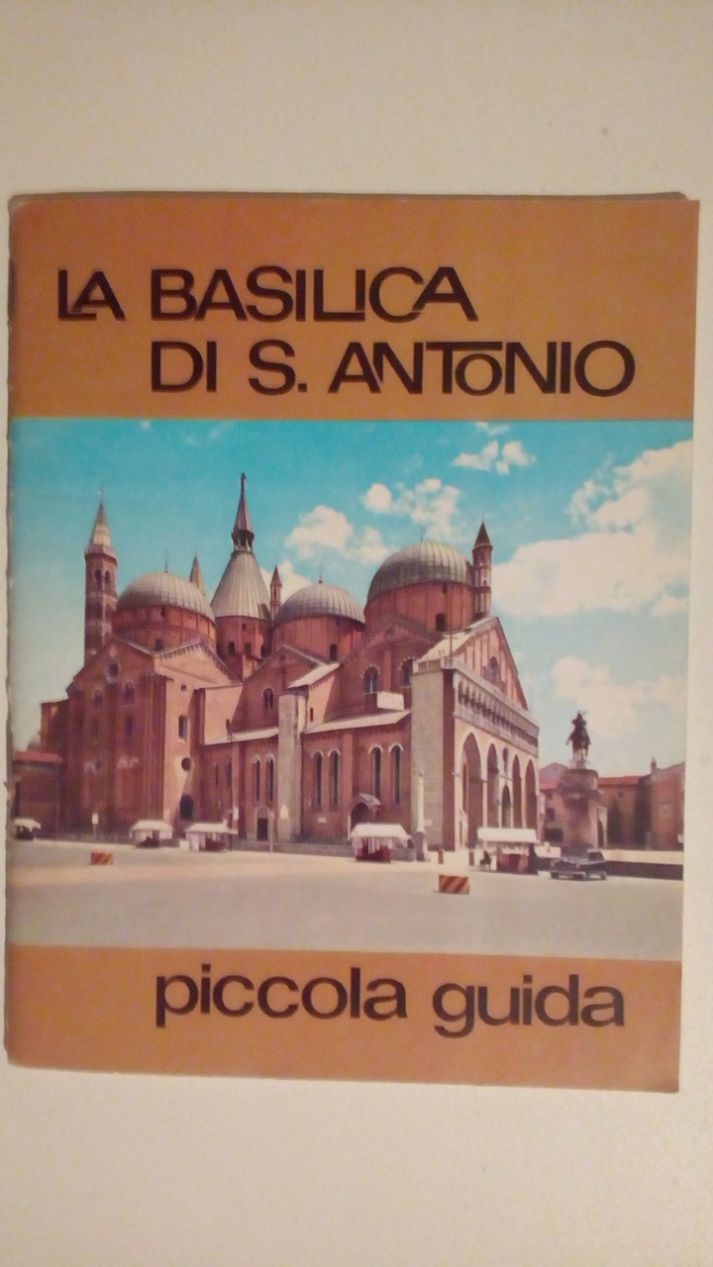 LA BASILICA
DI S. ANTONIO
piccola guida